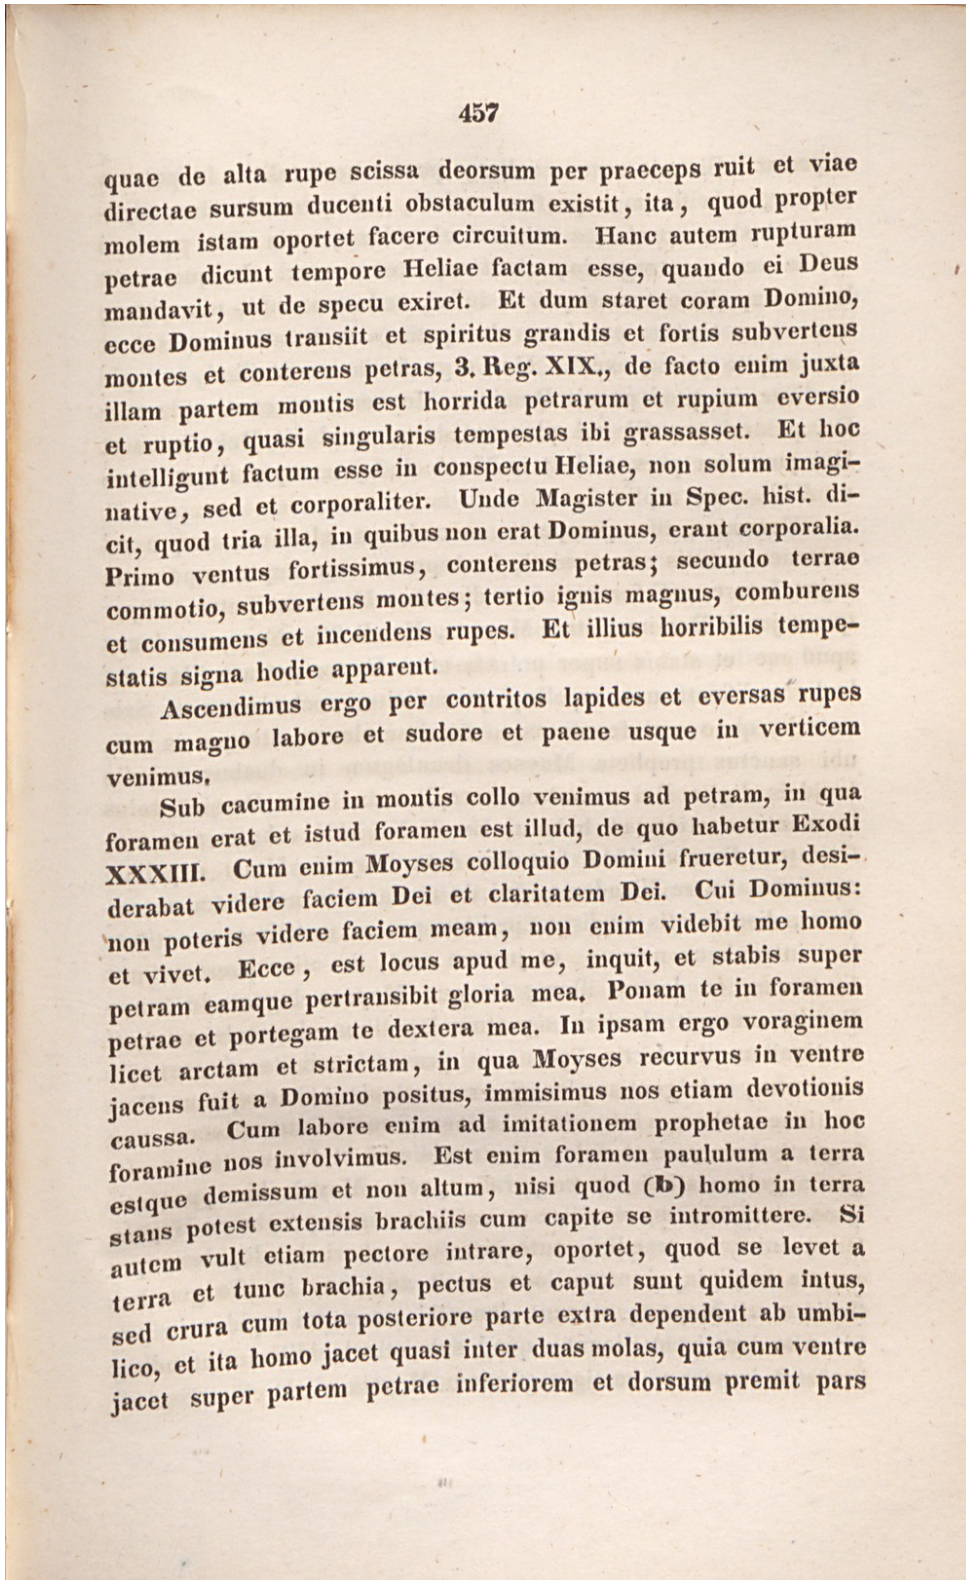 457
quae de alta rupe scissa deorsum per praeceps ruit et viae
directae sursum ducenti obstaculum existit, ita, quod propter
molem istam oportet facere circuitum. Hanc autem rupturam
petrae dicunt tempore Heliae factam esse, quando ei Deus
mandavit, ut de specu exiret. Et dum staret coram Domino,
ecce Dominus transiit et spiritus grandis et fortis subvertens
montes et conterens petras, 3. Reg. XIX., de facto enim juxta
illam partem montis est horrida petrarum et rupium eversio
et ruptio, quasi singularis tempestas ibi grassasset. Et hoc
intelligunt factum esse in conspectu Heliae, non solum imagi-
native, sed et corporaliter. Unde Magister in Spec. hist. di-
cit, quod tria illa, in quibus non erat Dominus, erant corporalia.
Primo ventus fortissimus, conterens petras; secundo terrae
commotio, subvertens montes; tertio ignis magnus, comburens
et consumens et incendens rupes. Et illius horribilis tempe-
statis signa hodie apparent.
Ascendimus ergo per contritos lapides et eversas rupes
cum magno labore et sudore et paene usque in verticem
venimus.
Sub cacumine in montis collo venimus ad petram, in qua
foramen erat et istud foramen est illud, de quo habetur Exodi
XXXIII. Cum enim Moyses colloquio Domini frueretur, desi-
derabat videre faciem Dei et claritatem Dei. Cui Dominus:
non poteris videre faciem meam, non enim videbit me homo
et vivet. Ecce, est locus apud me, inquit, et stabis super
petram eamque pertransibit gloria mea. Ponam te in foramen
petrae et portegam te dextera mea. In ipsam ergo voraginem
licet arctam et strictam, in qua Moyses recurvus in ventre
jacens fuit a Domino positus, immisimus nos etiam devotionis
caussa. Cum labore enim ad imitationem prophetae in hoc
foramine nos involvimus. Est enim foramen paululum a terra
estque demissum et non altum, nisi quod (b) homo in terra
stans potest extensis brachiis cum capite se intromittere. Si
autem vult etiam pectore intrare, oportet, quod se levet a
terra et tunc brachia, pectus et caput sunt quidem intus,
sed crura cum tota posteriore parte extra dependent ab umbi-
lico, et ita homo jacet quasi inter duas molas, quia cum ventre
jacet super partem petrae inferiorem et dorsum premit pars